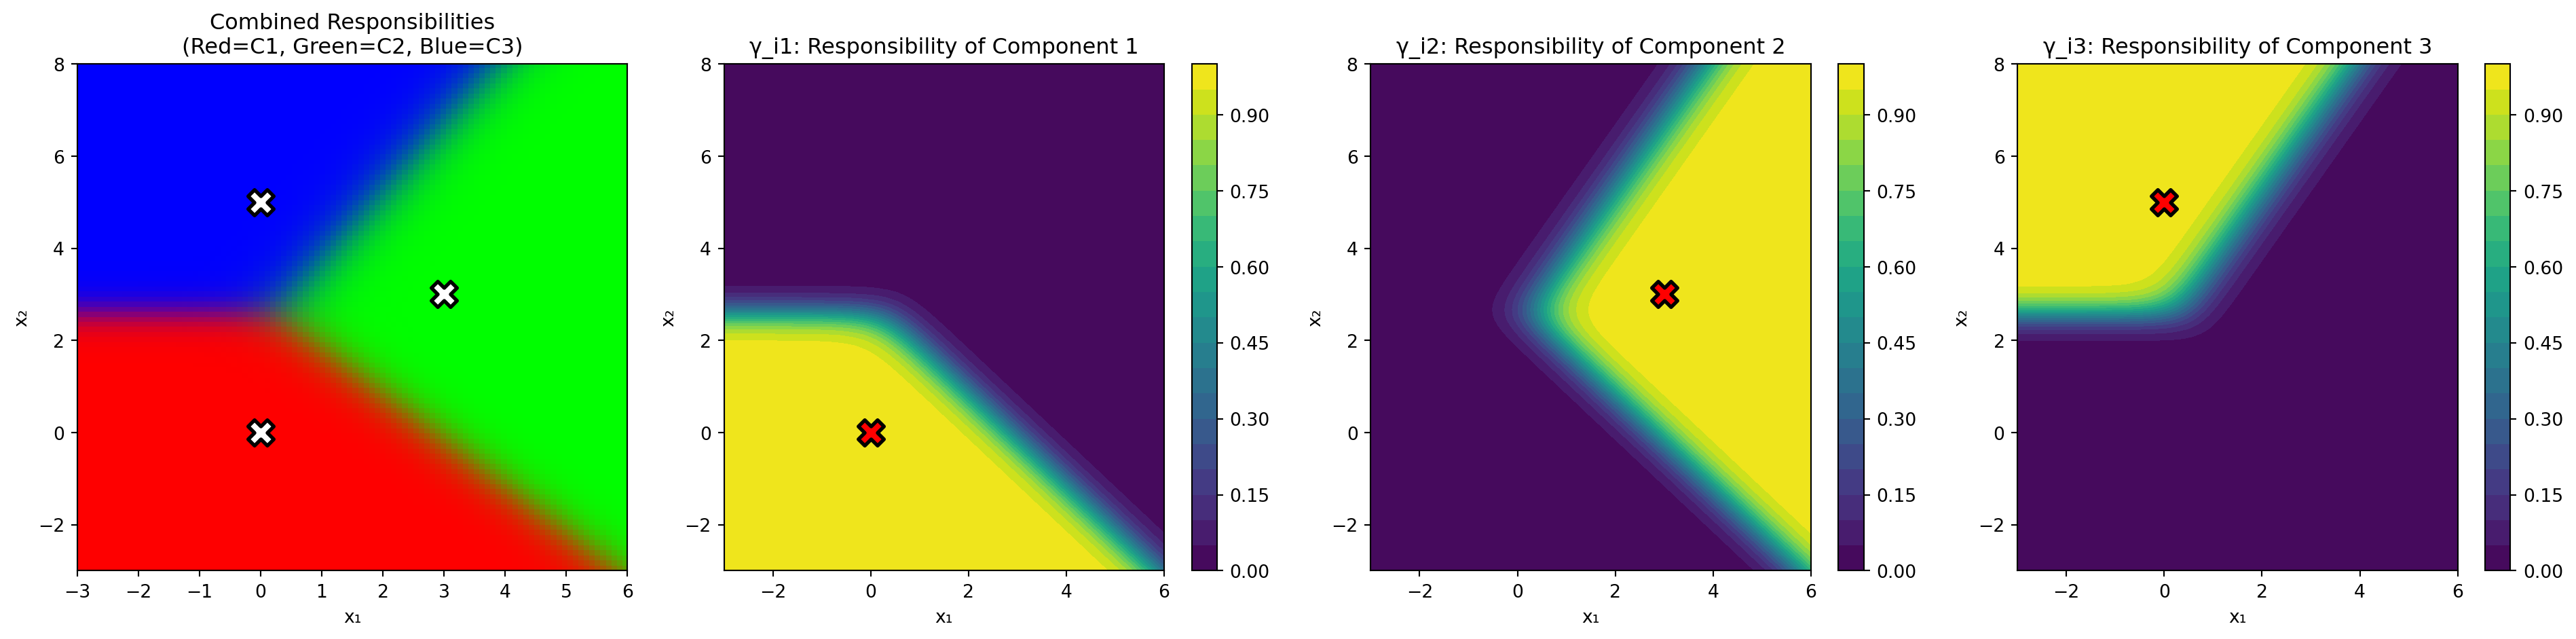 Combined Responsibilities
(Red=C1, Green=C2, Blue=C3)
8
6
4
2
0
−2
x₂
−3 −2 −1 0 1 2 3 4 5 6
x₁
γ_i1: Responsibility of Component 1
8
6
4
2
0
−2
x₂
−2 0 2 4 6
x₁
0.90
0.75
0.60
0.45
0.30
0.15
0.00
γ_i2: Responsibility of Component 2
8
6
4
2
0
−2
x₂
−2 0 2 4 6
x₁
0.90
0.75
0.60
0.45
0.30
0.15
0.00
γ_i3: Responsibility of Component 3
8
6
4
2
0
−2
x₂
−2 0 2 4 6
x₁
0.90
0.75
0.60
0.45
0.30
0.15
0.00